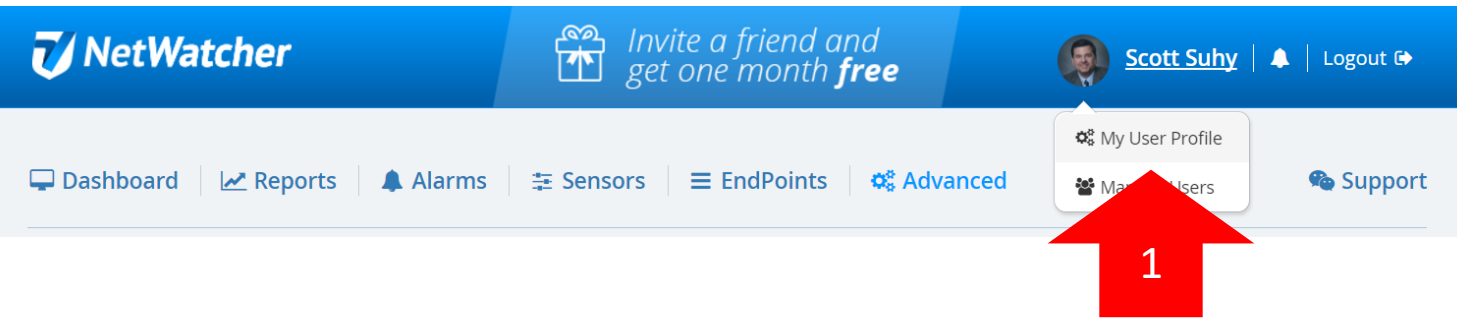 NetWatcher
Invite a friend and
get one month free
Scott Suhy
Logout
My User Profile
Dashboard
Reports
Alarms
Sensors
EndPoints
Advanced
Users
Support
1